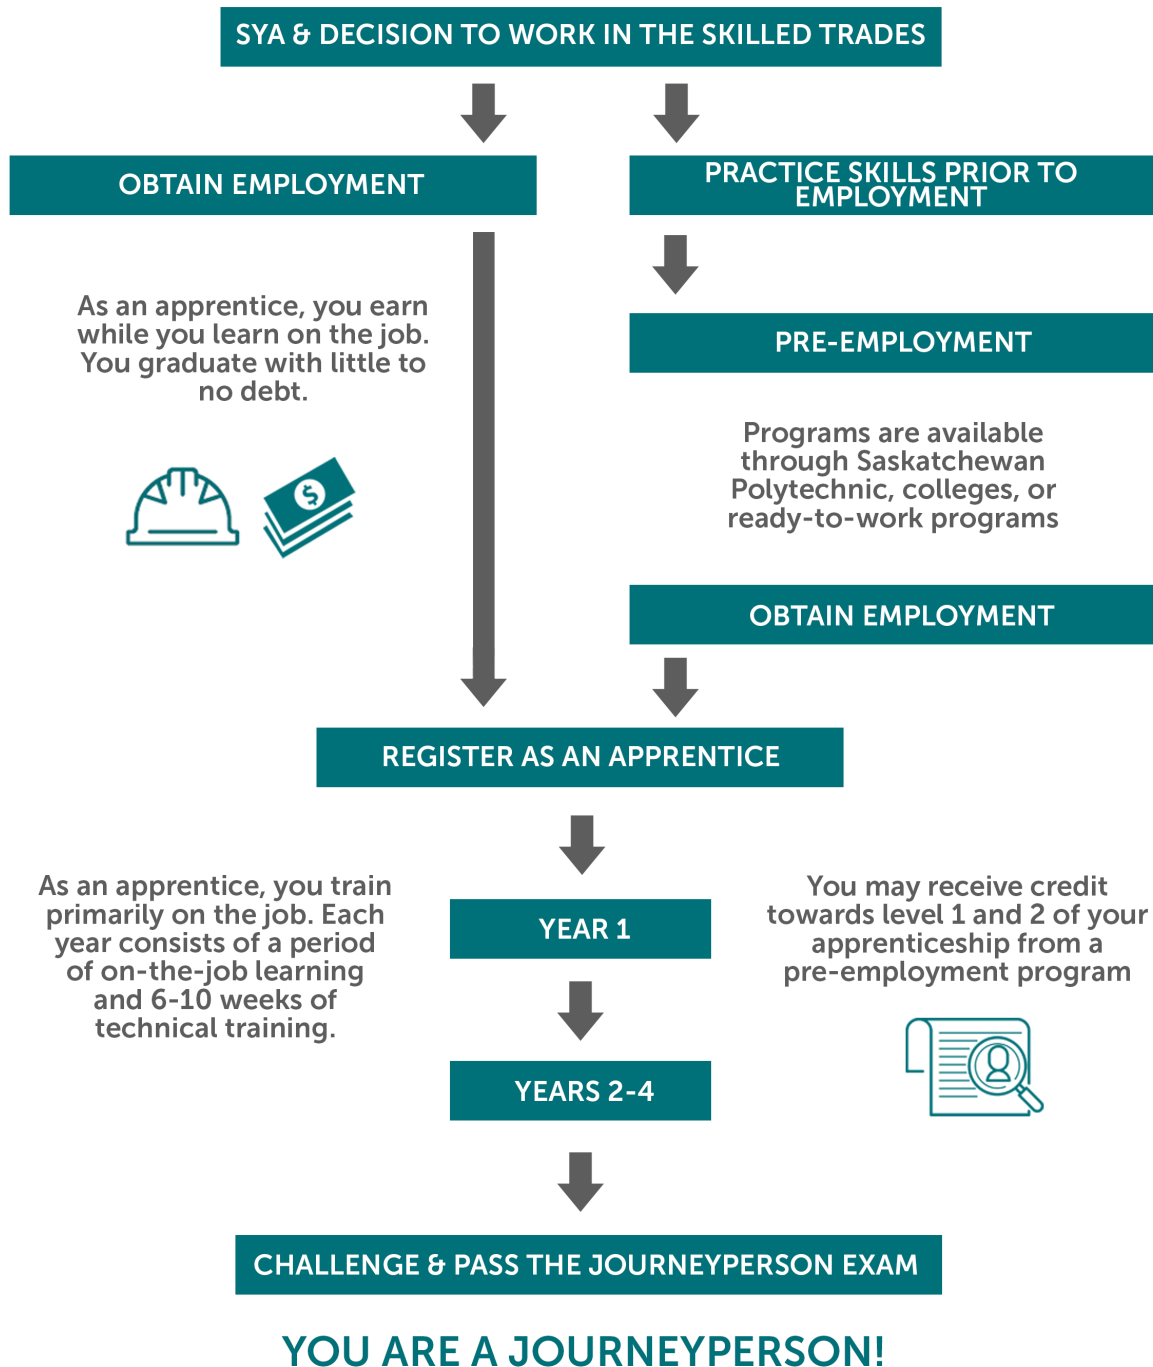 SYA & DECISION TO WORK IN THE SKILLED TRADES
OBTAIN EMPLOYMENT
PRACTICE SKILLS PRIOR TO
EMPLOYMENT
As an apprentice, you earn
while you learn on the job.
You graduate with little to
no debt.
$
PRE-EMPLOYMENT
Programs are available
through Saskatchewan
Polytechnic, colleges, or
ready-to-work programs
OBTAIN EMPLOYMENT
REGISTER AS AN APPRENTICE
As an apprentice, you train
primarily on the job. Each
year consists of a period
of on-the-job learning
and 6-10 weeks of
technical training.
YEAR 1
You may receive credit
towards level 1 and 2 of your
apprenticeship from a
pre-employment program
YEARS 2-4
CHALLENGE & PASS THE JOURNEYPERSON EXAM
YOU ARE A JOURNEYPERSON!